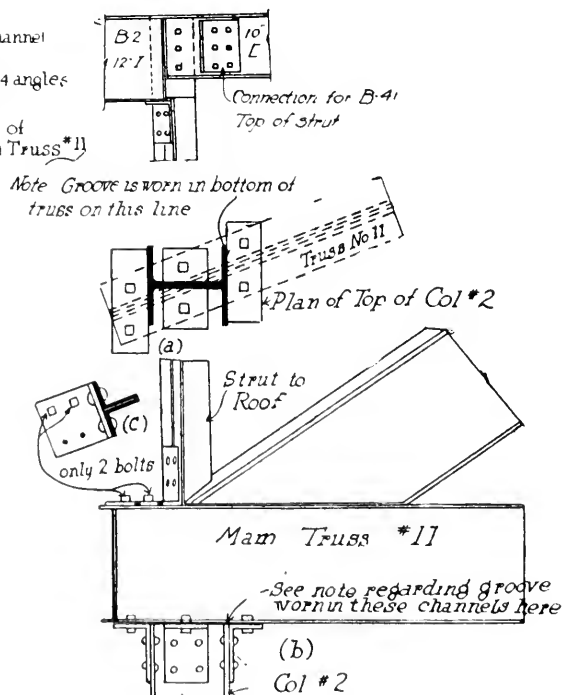 annel
4 angles
of
Truss #11
B-2
12" I
10"
Connection for B-41
Top of strut
Note Groove is worn in bottom of
truss on this line
Truss No 11
Plan of Top of Col #2
(a)
(c)
only 2 bolts
Strut to
Roof
Main Truss #11
See note regarding groove
worn in these channels here
(b)
Col #2